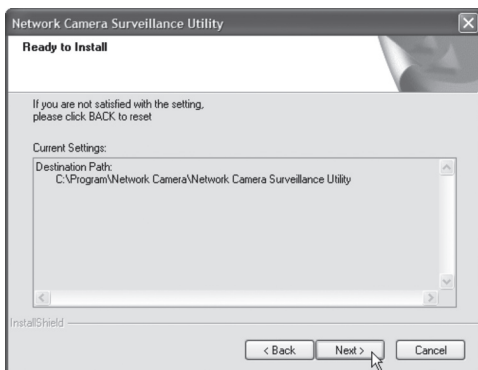 Network Camera Surveillance Utility
Ready to Install
If you are not satisfied with the setting,
please click BACK to reset
Current Settings:
Destination Path:
C:\Program\Network Camera\Network Camera Surveillance Utility
InstallShield
< Back
Next >
Cancel